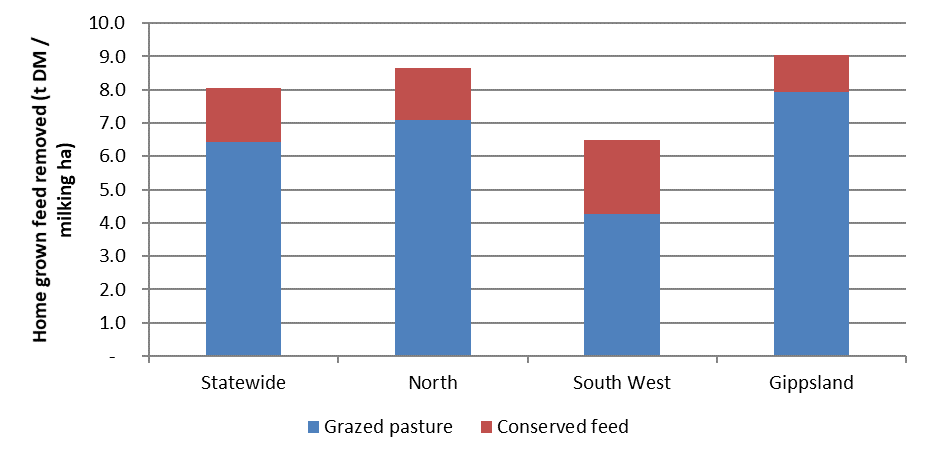 Home grown feed removed (t DM /
milking ha)
10.0
9.0
8.0
7.0
6.0
5.0
4.0
3.0
2.0
1.0
-
Statewide North South West Gippsland
Grazed pasture Conserved feed